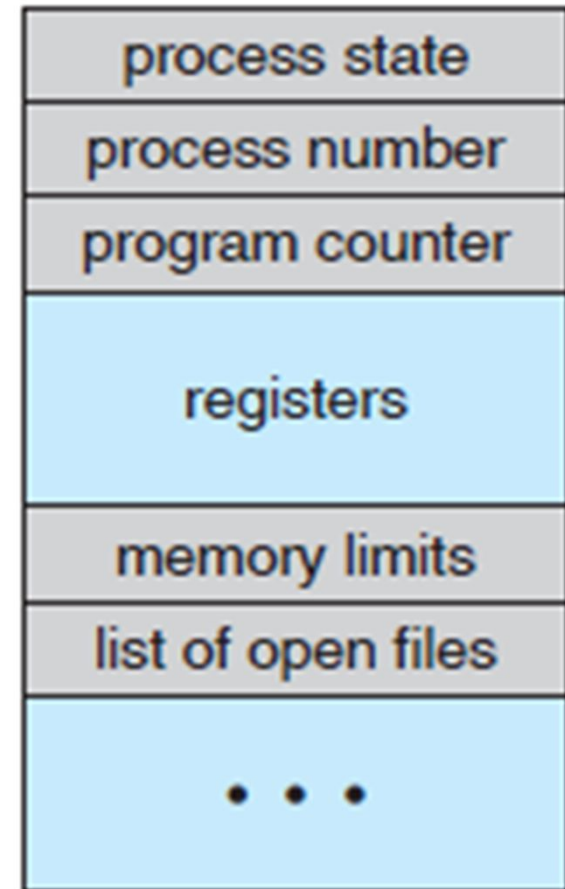 process state
process number
program counter
registers
memory limits
list of open files
• • •